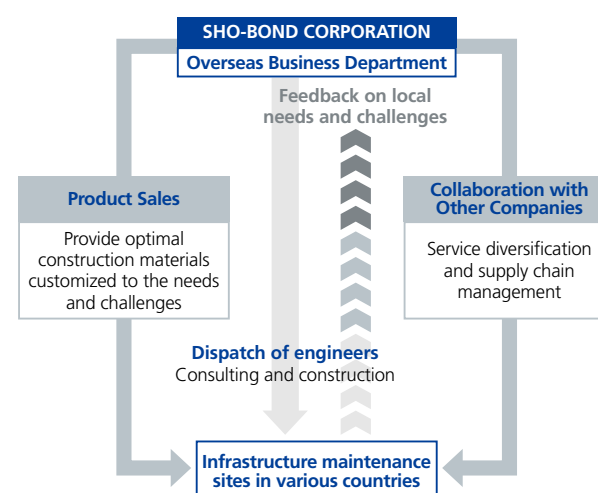 SHO-BOND CORPORATION
Overseas Business Department
Feedback on local
needs and challenges
Product Sales
Provide optimal
construction materials
customized to the needs
and challenges
Collaboration with
Other Companies
Service diversification
and supply chain
management
Dispatch of engineers
Consulting and construction
Infrastructure maintenance
sites in various countries